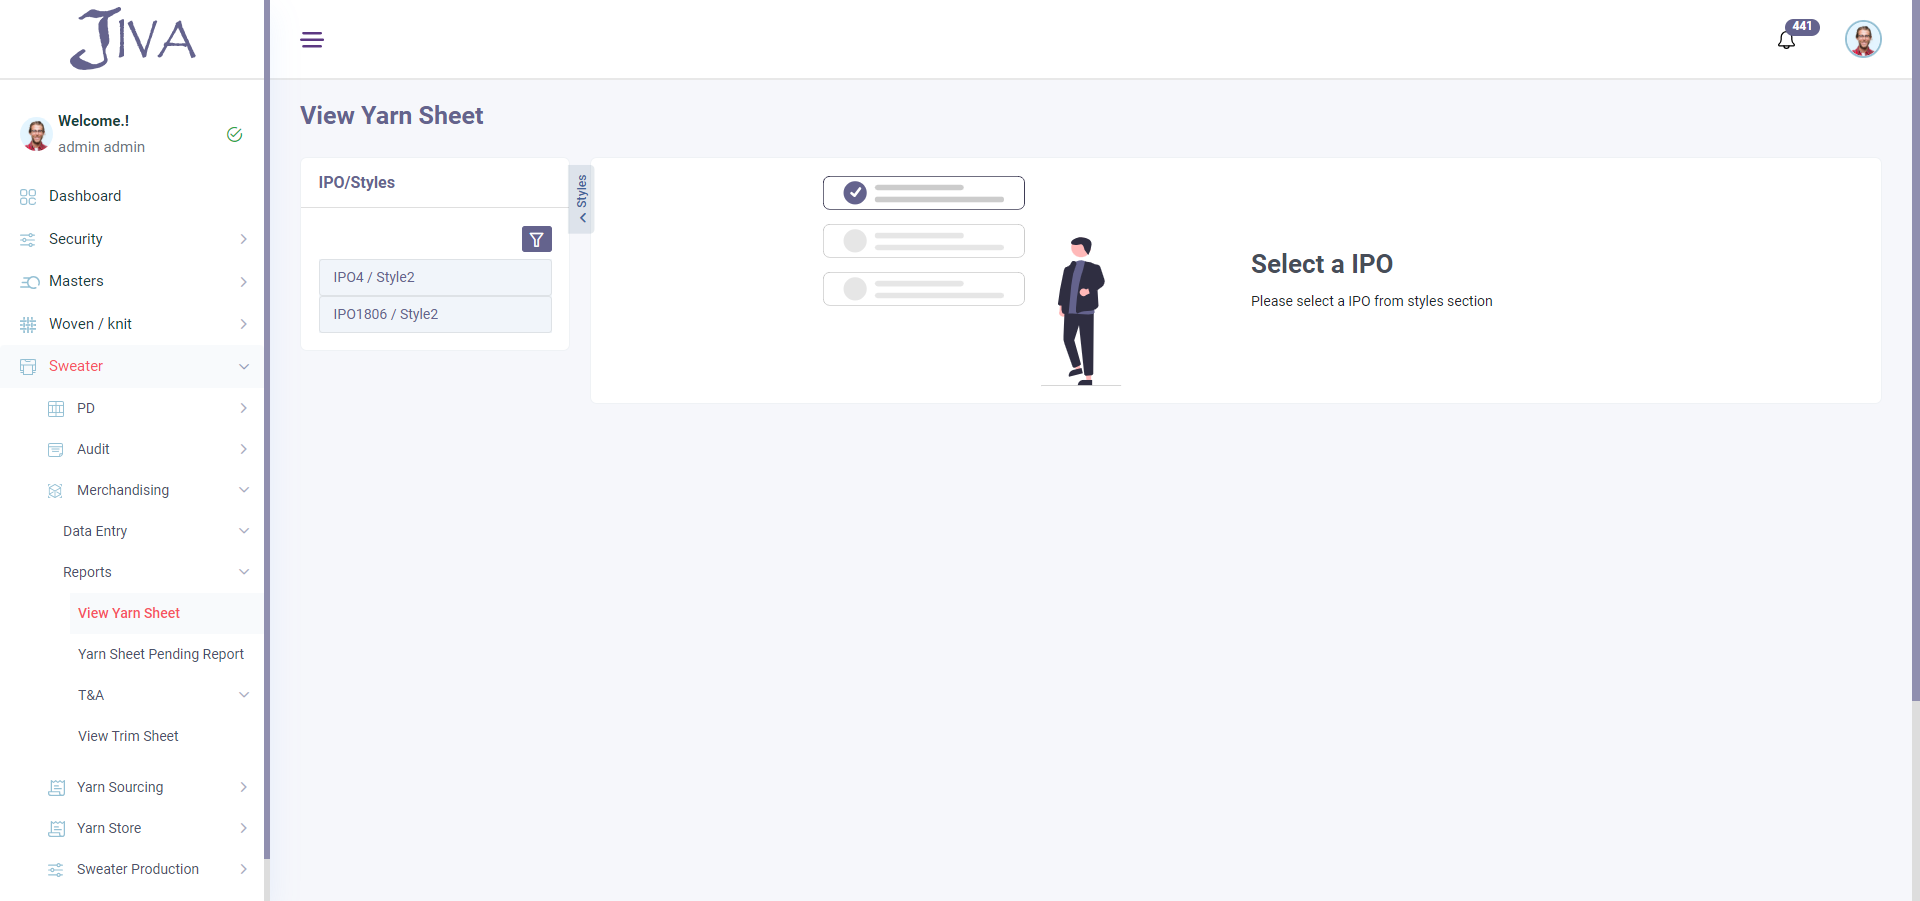 JIVA
441
Welcome.!
admin admin
Dashboard
Security
Masters
Woven / knit
Sweater
PD
Audit
Merchandising
Data Entry
Reports
View Yarn Sheet
Yarn Sheet Pending Report
T&A
View Trim Sheet
Yarn Sourcing
Yarn Store
Sweater Production
View Yarn Sheet
IPO/Styles
Styles
IPO4 / Style2
IPO1806 / Style2
Select a IPO
Please select a IPO from styles section